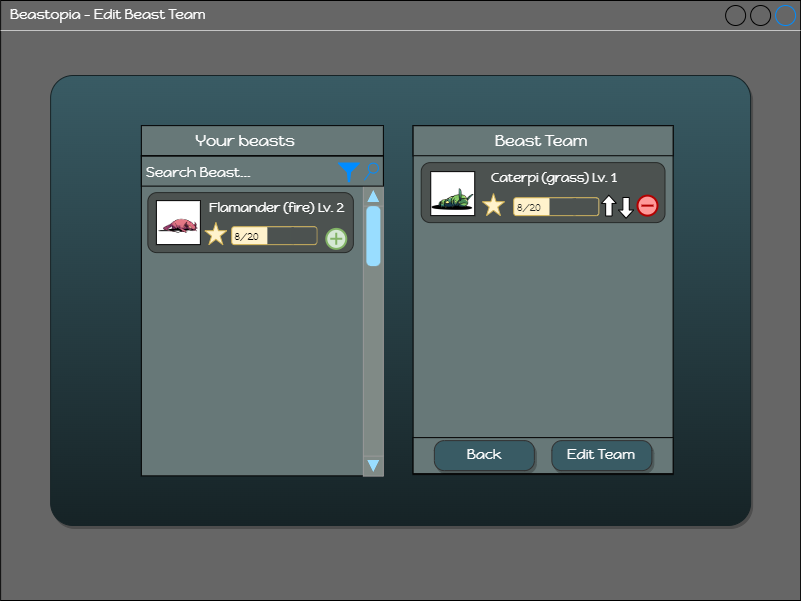 Beastopia - Edit Beast Team
Your beasts
Search Beast...
Flamander (fire) Lv. 2
8/20
Beast Team
Caterpi (grass) Lv. 1
8/20
Back
Edit Team